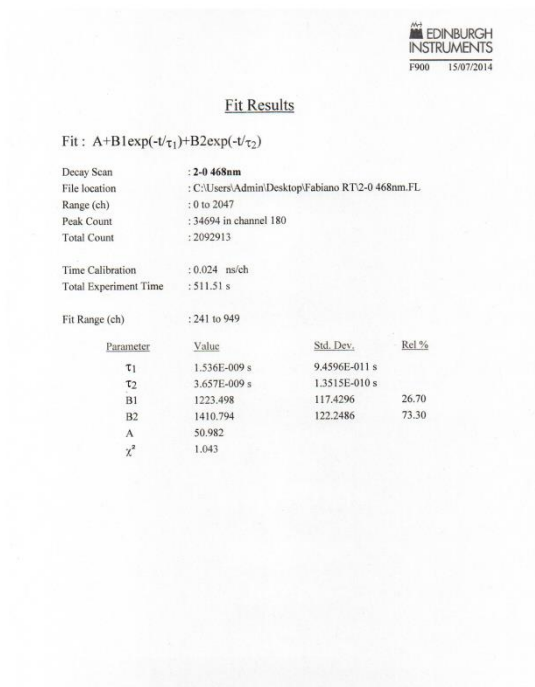 EDINBURGH
INSTRUMENTS
F900 15/07/2014
Fit Results
Fit : A+B1exp(-t/τ1)+B2exp(-t/τ2)
Decay Scan : 2-0 468nm
File location : C:\Users\Admin\Desktop\Fabiano RT\2-0 468nm.FL
Range (ch) : 0 to 2047
Peak Count : 34694 in channel 180
Total Count : 2092913
Time Calibration : 0.024 ns/ch
Total Experiment Time : 511.51 s
Fit Range (ch) : 241 to 949
Parameter Value Std. Dev. Rel %
τ1 1.536E-009 s 9.4596E-011 s
τ2 3.657E-009 s 1.3515E-010 s
B1 1223.498 117.4296 26.70
B2 1410.794 122.2486 73.30
A 50.982
χ² 1.043